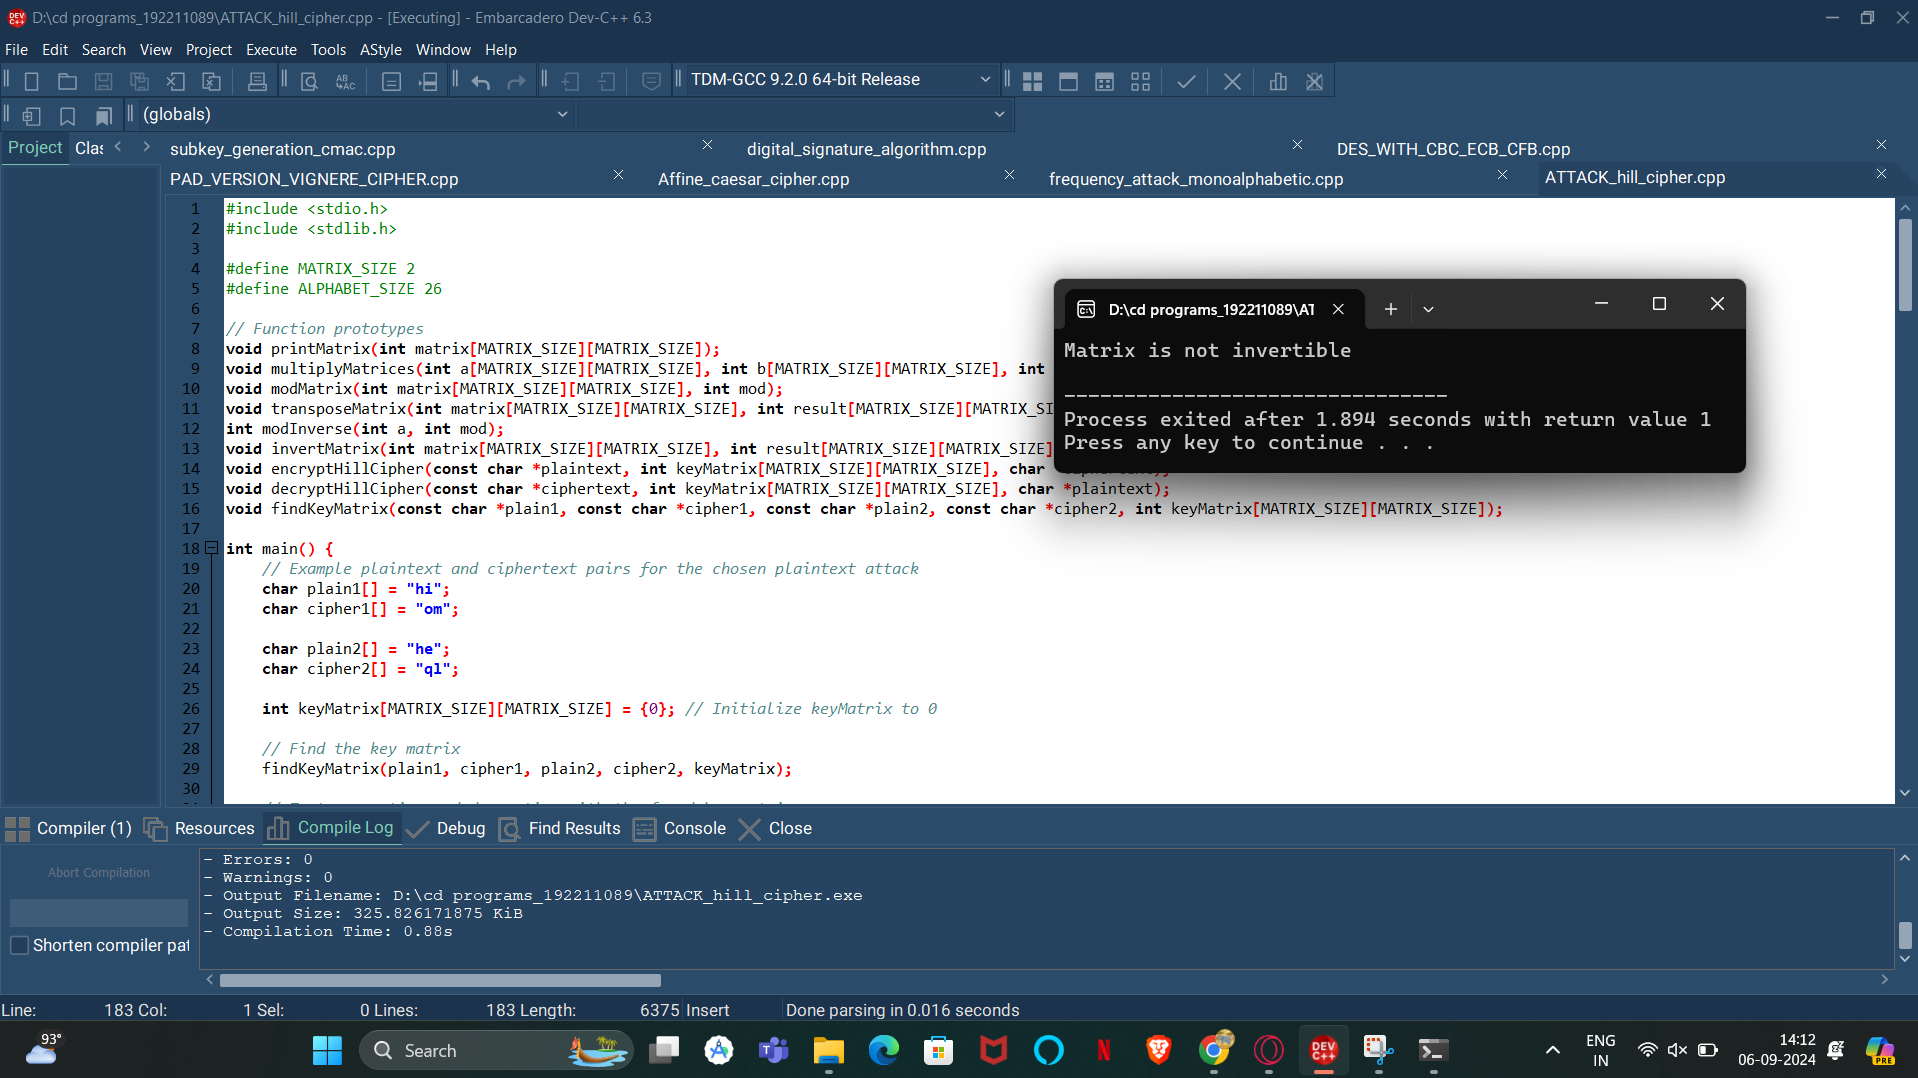 D:\cd programs_192211089\ATTACK_hill_cipher.cpp - [Executing] - Embarcadero Dev-C++ 6.3
File Edit Search View Project Execute Tools AStyle Window Help
TDM-GCC 9.2.0 64-bit Release
(globals)
Project Clas
subkey_generation_cmac.cpp digital_signature_algorithm.cpp DES_WITH_CBC_ECB_CFB.cpp
PAD_VERSION_VIGNERE_CIPHER.cpp Affine_caesar_cipher.cpp frequency_attack_monoalphabetic.cpp ATTACK_hill_cipher.cpp
1 #include <stdio.h>
2 #include <stdlib.h>
3
4 #define MATRIX_SIZE 2
5 #define ALPHABET_SIZE 26
6
7 // Function prototypes
8 void printMatrix(int matrix[MATRIX_SIZE][MATRIX_SIZE]);
9 void multiplyMatrices(int a[MATRIX_SIZE][MATRIX_SIZE], int b[MATRIX_SIZE][MATRIX_SIZE], int
10 void modMatrix(int matrix[MATRIX_SIZE][MATRIX_SIZE], int mod);
11 void transposeMatrix(int matrix[MATRIX_SIZE][MATRIX_SIZE], int result[MATRIX_SIZE][MATRIX_SI
12 int modInverse(int a, int mod);
13 void invertMatrix(int matrix[MATRIX_SIZE][MATRIX_SIZE], int result[MATRIX_SIZE][MATRIX_SIZE]
14 void encryptHillCipher(const char *plaintext, int keyMatrix[MATRIX_SIZE][MATRIX_SIZE], char
15 void decryptHillCipher(const char *ciphertext, int keyMatrix[MATRIX_SIZE][MATRIX_SIZE], char *plaintext);
16 void findKeyMatrix(const char *plain1, const char *cipher1, const char *plain2, const char *cipher2, int keyMatrix[MATRIX_SIZE][MATRIX_SIZE]);
17
18 int main() {
19 // Example plaintext and ciphertext pairs for the chosen plaintext attack
20 char plain1[] = "hi";
21 char cipher1[] = "om";
22
23 char plain2[] = "he";
24 char cipher2[] = "ql";
25
26 int keyMatrix[MATRIX_SIZE][MATRIX_SIZE] = {0}; // Initialize keyMatrix to 0
27
28 // Find the key matrix
29 findKeyMatrix(plain1, cipher1, plain2, cipher2, keyMatrix);
30
D:\cd programs_192211089\AT
Matrix is not invertible
--------------------------------
Process exited after 1.894 seconds with return value 1
Press any key to continue . . .
Compiler (1) Resources Compile Log Debug Find Results Console Close
Abort Compilation
Shorten compiler pat
- Errors: 0
- Warnings: 0
- Output Filename: D:\cd programs_192211089\ATTACK_hill_cipher.exe
- Output Size: 325.826171875 KiB
- Compilation Time: 0.88s
Line: 183 Col: 1 Sel: 0 Lines: 183 Length: 6375 Insert Done parsing in 0.016 seconds
93°
Search
ENG
IN
14:12
06-09-2024